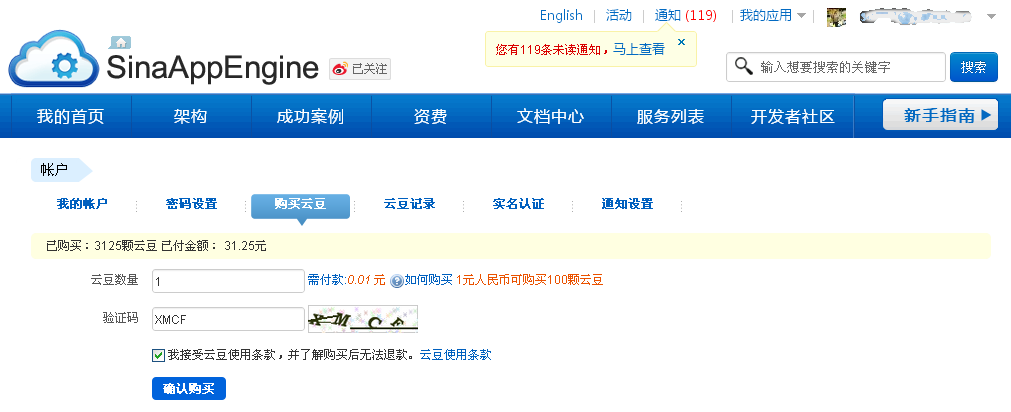 English 活动 通知 (119) 我的应用
您有119条未读通知，马上查看 ×
SinaAppEngine 已关注
输入想要搜索的关键字 搜索
我的首页 架构 成功案例 资费 文档中心 服务列表 开发者社区 新手指南
帐户
我的帐户 密码设置 购买云豆 云豆记录 实名认证 通知设置
已购买：3125颗云豆 已付金额： 31.25元
云豆数量 1 需付款:0.01 元 ?如何购买 1元人民币可购买100颗云豆
验证码 XMCF XMCF
我接受云豆使用条款，并了解购买后无法退款。云豆使用条款
确认购买